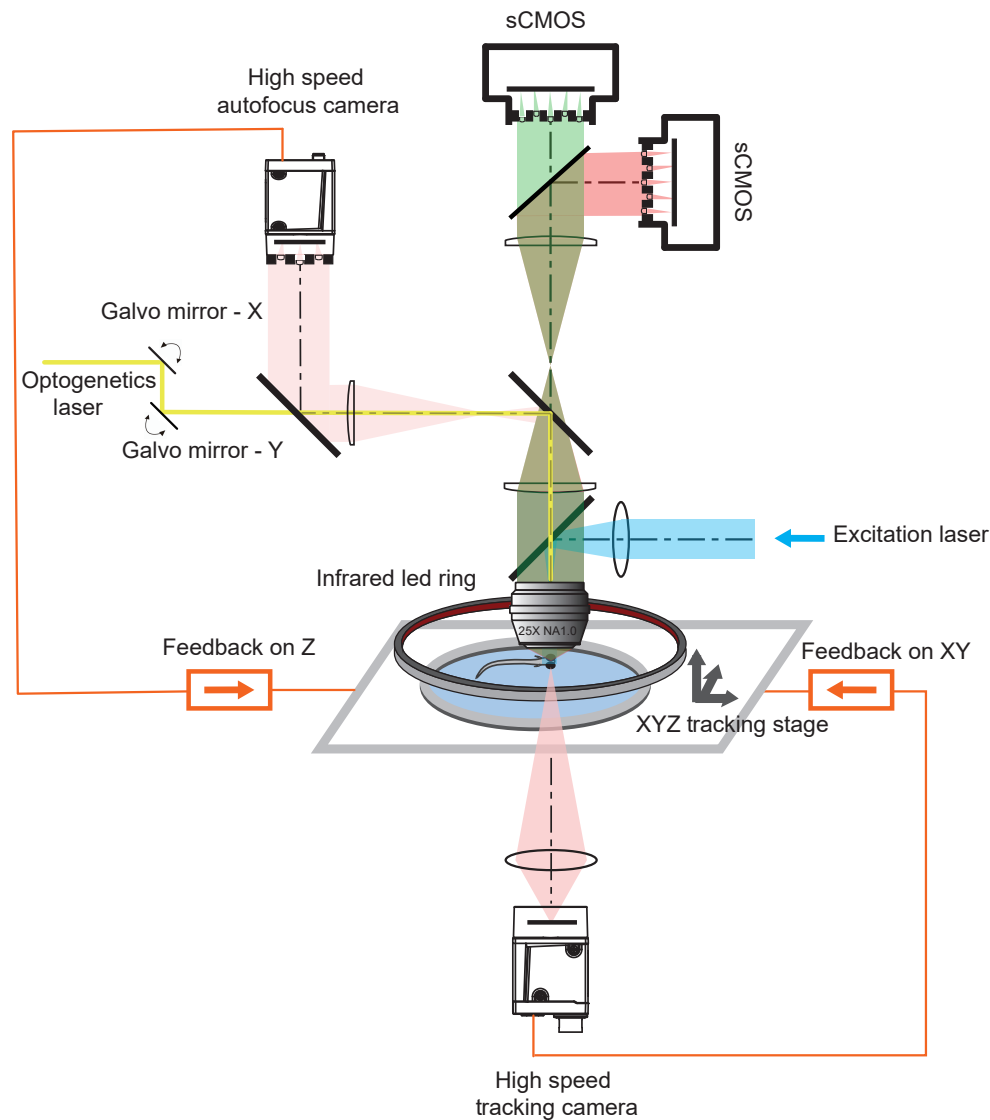 sCMOS
High speed
autofocus camera
sCMOS
Galvo mirror - X
Optogenetics
laser
Galvo mirror - Y
Excitation laser
Infrared led ring
25X NA1.0
Feedback on Z
Feedback on XY
XYZ tracking stage
High speed
tracking camera